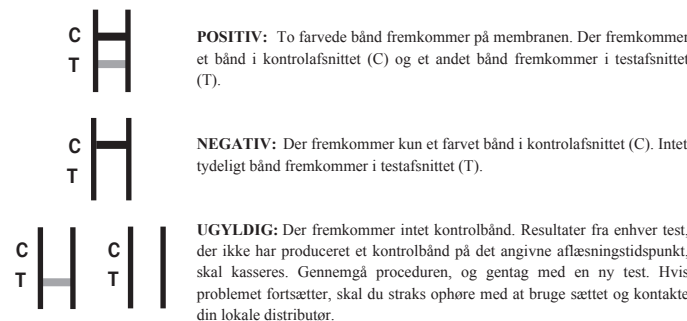 C
T
POSITIV: To farvede bånd fremkommer på membranen. Der fremkommer
et bånd i kontrolafsnittet (C) og et andet bånd fremkommer i testafsnittet
(T).
C
T
NEGATIV: Der fremkommer kun et farvet bånd i kontrolafsnittet (C). Intet
tydeligt bånd fremkommer i testafsnittet (T).
C C
T T
UGYLDIG: Der fremkommer intet kontrolbånd. Resultater fra enhver test,
der ikke har produceret et kontrolbånd på det angivne aflæsningstidspunkt,
skal kasseres. Gennemgå proceduren, og gentag med en ny test. Hvis
problemet fortsætter, skal du straks ophøre med at bruge sættet og kontakte
din lokale distributør.